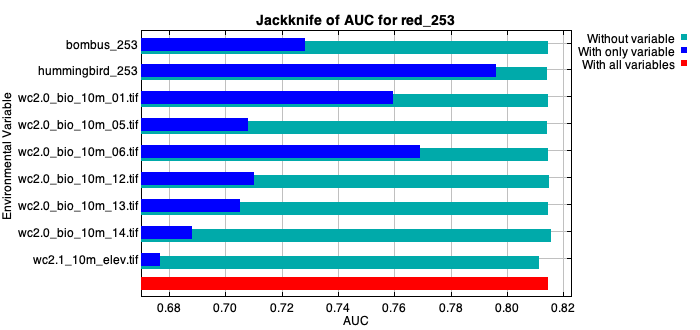 Jackknife of AUC for red_253
Without variable
With only variable
With all variables
Environmental Variable
bombus_253
hummingbird_253
wc2.0_bio_10m_01.tif
wc2.0_bio_10m_05.tif
wc2.0_bio_10m_06.tif
wc2.0_bio_10m_12.tif
wc2.0_bio_10m_13.tif
wc2.0_bio_10m_14.tif
wc2.1_10m_elev.tif
0.68 0.70 0.72 0.74 0.76 0.78 0.80 0.82
AUC